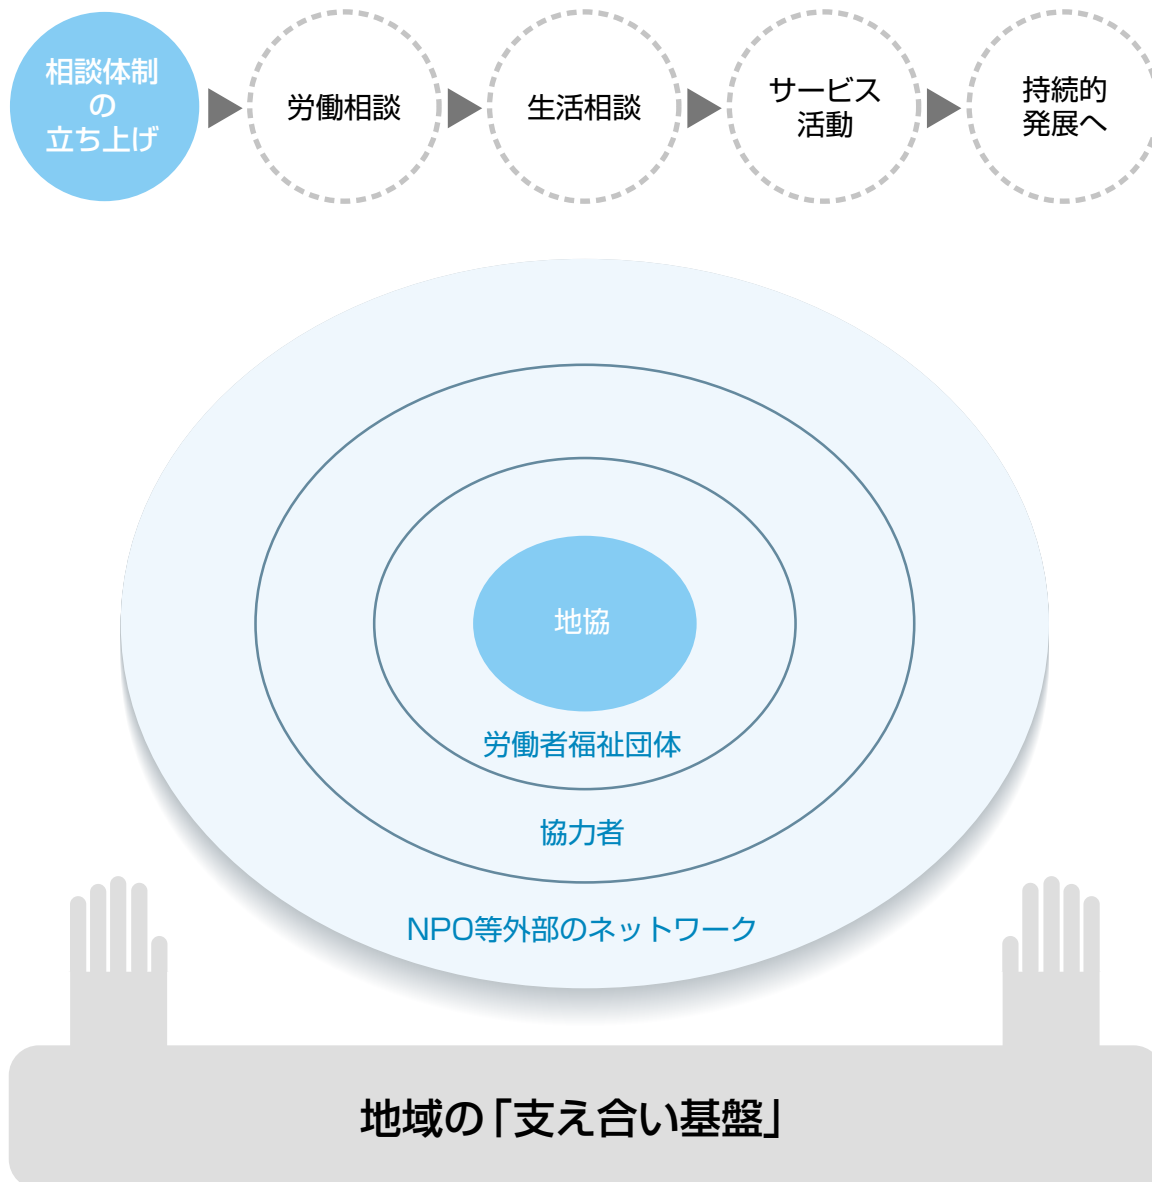 相談体制
の
立ち上げ
労働相談
生活相談
サービス
活動
持続的
発展へ
地協
労働者福祉団体
協力者
NPO等外部のネットワーク
地域の「支え合い基盤」